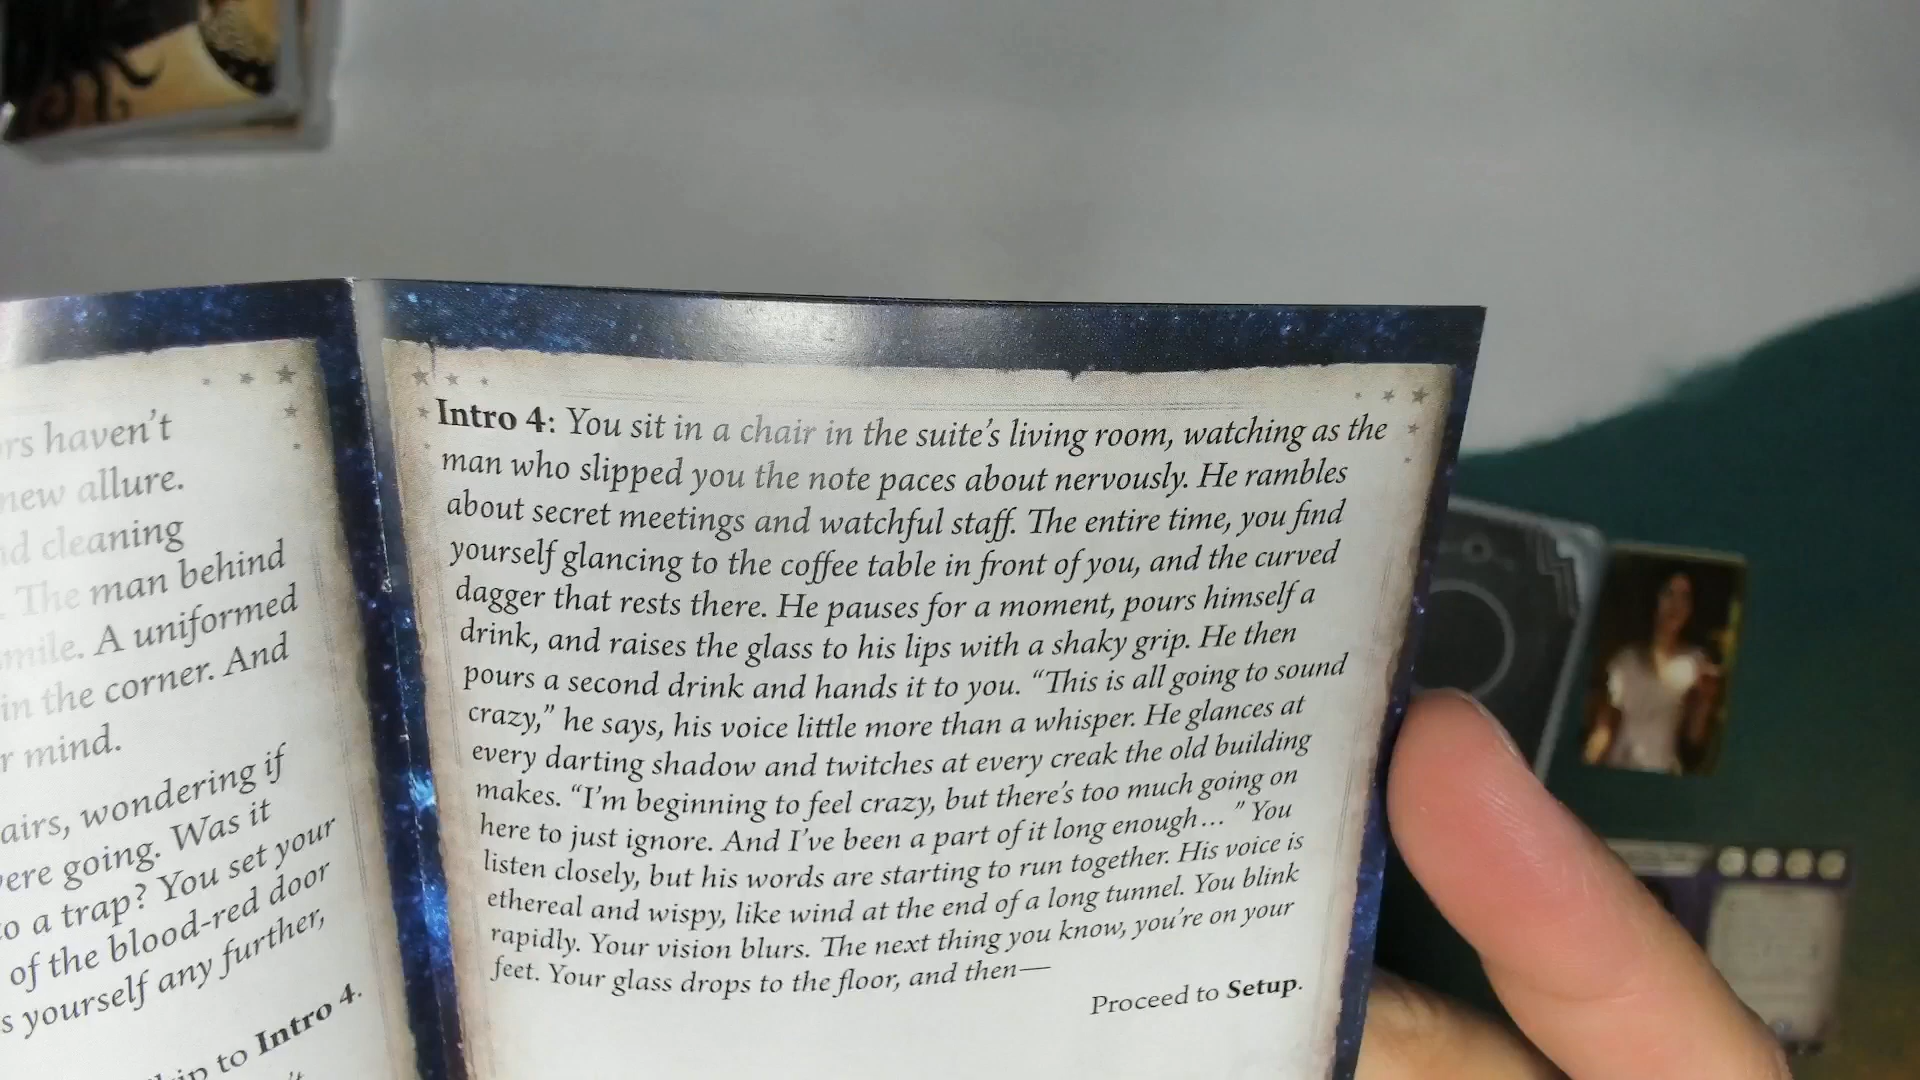 rs haven't
new allure.
d cleaning
. The man behind
mile. A uniformed
in the corner. And
r mind.
airs, wondering if
ere going. Was it
o a trap? You set your
of the blood-red door
s yourself any further,
to Intro 4.
Intro 4: You sit in a chair in the suite's living room, watching as the
man who slipped you the note paces about nervously. He rambles
about secret meetings and watchful staff. The entire time, you find
yourself glancing to the coffee table in front of you, and the curved
dagger that rests there. He pauses for a moment, pours himself a
drink, and raises the glass to his lips with a shaky grip. He then
pours a second drink and hands it to you. “This is all going to sound
crazy,” he says, his voice little more than a whisper. He glances at
every darting shadow and twitches at every creak the old building
makes. “I'm beginning to feel crazy, but there's too much going on
here to just ignore. And I've been a part of it long enough… ” You
listen closely, but his words are starting to run together. His voice is
ethereal and wispy, like wind at the end of a long tunnel. You blink
rapidly. Your vision blurs. The next thing you know, you're on your
feet. Your glass drops to the floor, and then—
Proceed to Setup.